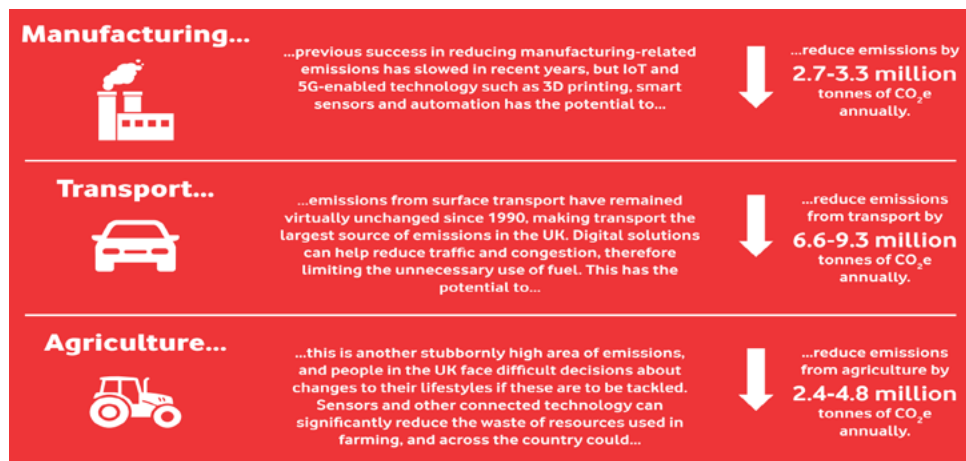 Manufacturing...
...previous success in reducing manufacturing-related
emissions has slowed in recent years, but IoT and
5G-enabled technology such as 3D printing, smart
sensors and automation has the potential to...
...reduce emissions by
2.7-3.3 million
tonnes of CO₂e
annually.
Transport...
...emissions from surface transport have remained
virtually unchanged since 1990, making transport the
largest source of emissions in the UK. Digital solutions
can help reduce traffic and congestion, therefore
limiting the unnecessary use of fuel. This has the
potential to...
...reduce emissions
from transport by
6.6-9.3 million
tonnes of CO₂e
annually.
Agriculture...
...this is another stubbornly high area of emissions,
and people in the UK face difficult decisions about
changes to their lifestyles if these are to be tackled.
Sensors and other connected technology can
significantly reduce the waste of resources used in
farming, and across the country could...
...reduce emissions
from agriculture by
2.4-4.8 million
tonnes of CO₂e
annually.